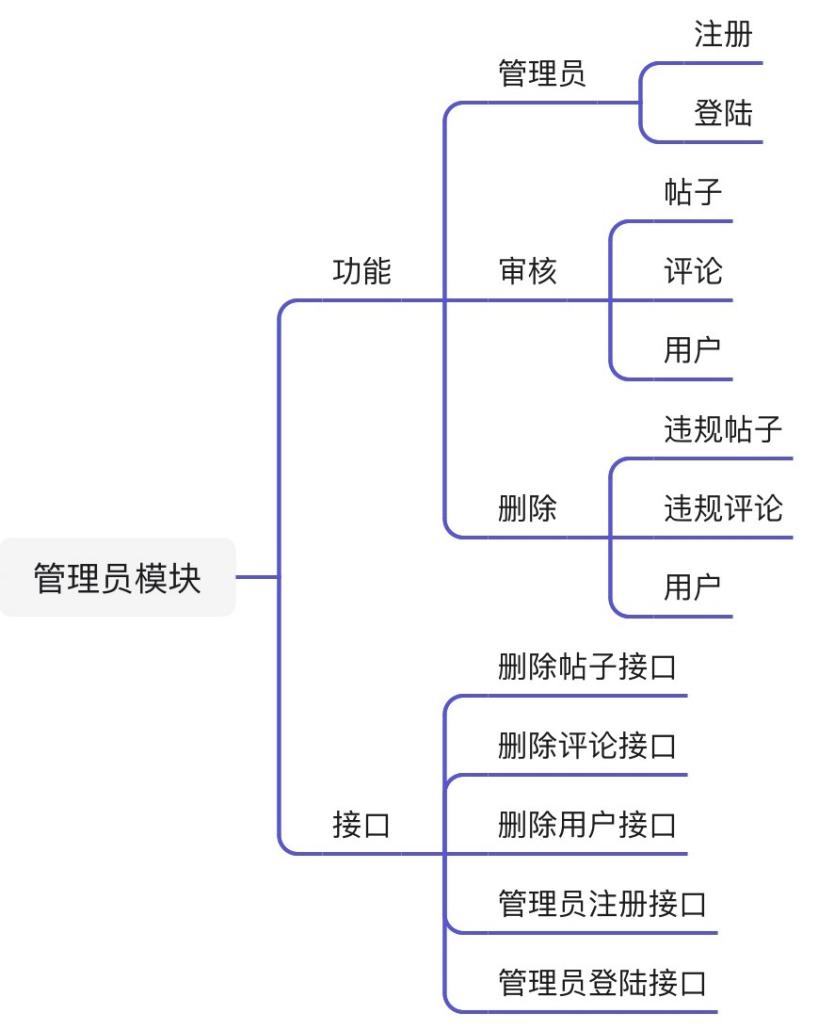 注册
管理员
登陆
帖子
功能
审核
评论
用户
违规帖子
删除
违规评论
管理员模块
用户
删除帖子接口
删除评论接口
接口
删除用户接口
管理员注册接口
管理员登陆接口